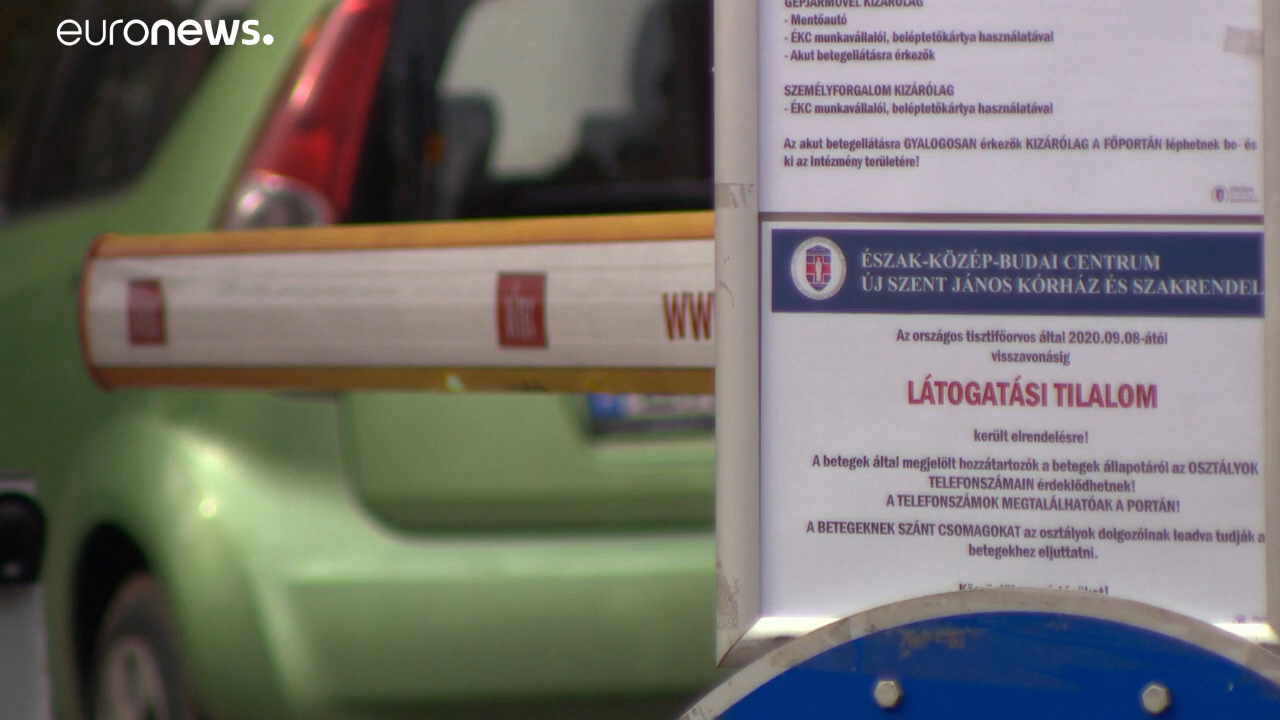 euronews.
GÉPJÁRMŰVEL KIZÁRÓLAG
- Mentőautó
- ÉKC munkavállalói, beléptetőkártya használatával
- Akut betegellátásra érkezők
SZEMÉLYFORGALOM KIZÁRÓLAG
- ÉKC munkavállalói, beléptetőkártya használatával
Az akut betegellátásra GYALOGOSAN érkezők KIZÁRÓLAG A FŐPORTÁN léphetnek be- és
ki az intézmény területére!
WW
ÉSZAK-KÖZÉP-BUDAI CENTRUM
ÚJ SZENT JÁNOS KÓRHÁZ ÉS SZAKRENDEL
Az országos tisztifőorvos által 2020.09.08-ától
visszavonásig
LÁTOGATÁSI TILALOM
került elrendelésre!
A betegek által megjelölt hozzátartozók a betegek állapotáról az OSZTÁLYOK
TELEFONSZÁMAIN érdeklődhetnek!
A TELEFONSZÁMOK MEGTALÁLHATÓAK A PORTÁN!
A BETEGEKNEK SZÁNT CSOMAGOKAT az osztályok dolgozóinak leadva tudják a
betegekhez eljuttatni.